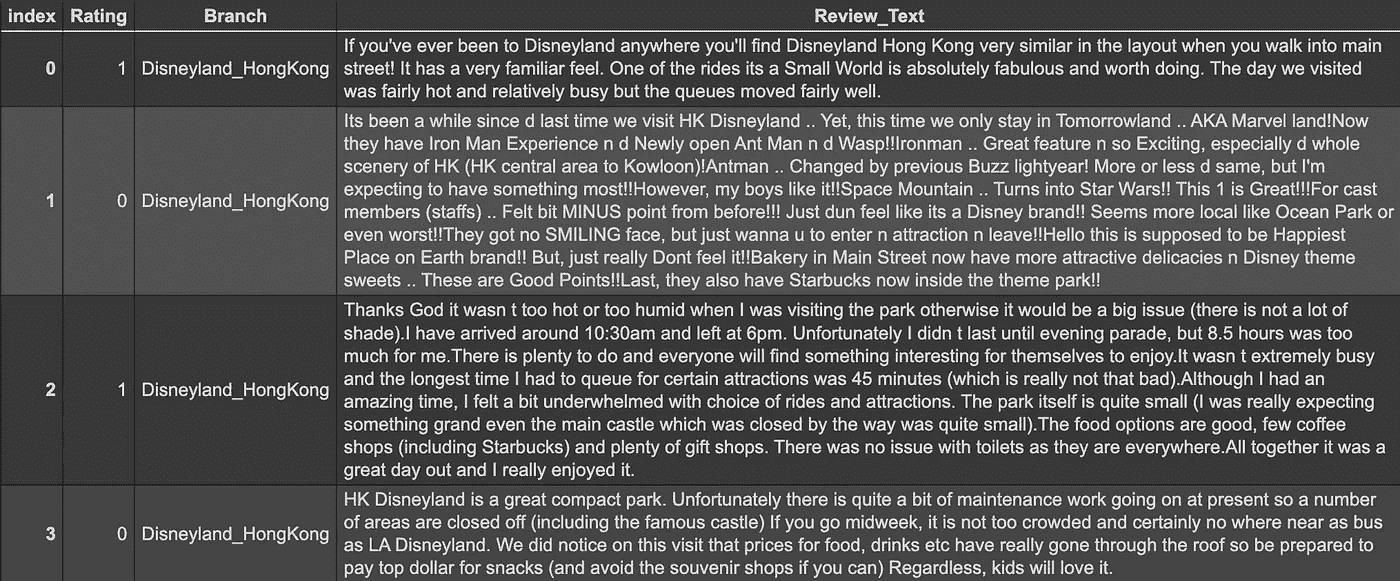 index Rating Branch Review_Text
If you've ever been to Disneyland anywhere you'll find Disneyland Hong Kong very similar in the layout when you walk into main
0 1 Disneyland_HongKong street! It has a very familiar feel. One of the rides its a Small World is absolutely fabulous and worth doing. The day we visited
was fairly hot and relatively busy but the queues moved fairly well.
Its been a while since d last time we visit HK Disneyland .. Yet, this time we only stay in Tomorrowland .. AKA Marvel land!Now
they have Iron Man Experience n d Newly open Ant Man n d Wasp!!Ironman .. Great feature n so Exciting, especially d whole
scenery of HK (HK central area to Kowloon)!Antman .. Changed by previous Buzz lightyear! More or less d same, but I'm
expecting to have something most!!However, my boys like it!!Space Mountain .. Turns into Star Wars!! This 1 is Great!!!For cast
1 0 Disneyland_HongKong members (staffs) .. Felt bit MINUS point from before!!! Just dun feel like its a Disney brand!! Seems more local like Ocean Park or
even worst!!They got no SMILING face, but just wanna u to enter n attraction n leave!!Hello this is supposed to be Happiest
Place on Earth brand!! But, just really Dont feel it!!Bakery in Main Street now have more attractive delicacies n Disney theme
sweets .. These are Good Points!!Last, they also have Starbucks now inside the theme park!!
Thanks God it wasn t too hot or too humid when I was visiting the park otherwise it would be a big issue (there is not a lot of
shade).I have arrived around 10:30am and left at 6pm. Unfortunately I didn t last until evening parade, but 8.5 hours was too
much for me.There is plenty to do and everyone will find something interesting for themselves to enjoy.It wasn t extremely busy
and the longest time I had to queue for certain attractions was 45 minutes (which is really not that bad).Although I had an
2 1 Disneyland_HongKong amazing time, I felt a bit underwhelmed with choice of rides and attractions. The park itself is quite small (I was really expecting
something grand even the main castle which was closed by the way was quite small).The food options are good, few coffee
shops (including Starbucks) and plenty of gift shops. There was no issue with toilets as they are everywhere.All together it was a
great day out and I really enjoyed it.
HK Disneyland is a great compact park. Unfortunately there is quite a bit of maintenance work going on at present so a number
of areas are closed off (including the famous castle) If you go midweek, it is not too crowded and certainly no where near as bus
3 0 Disneyland_HongKong as LA Disneyland. We did notice on this visit that prices for food, drinks etc have really gone through the roof so be prepared to
pay top dollar for snacks (and avoid the souvenir shops if you can) Regardless, kids will love it.